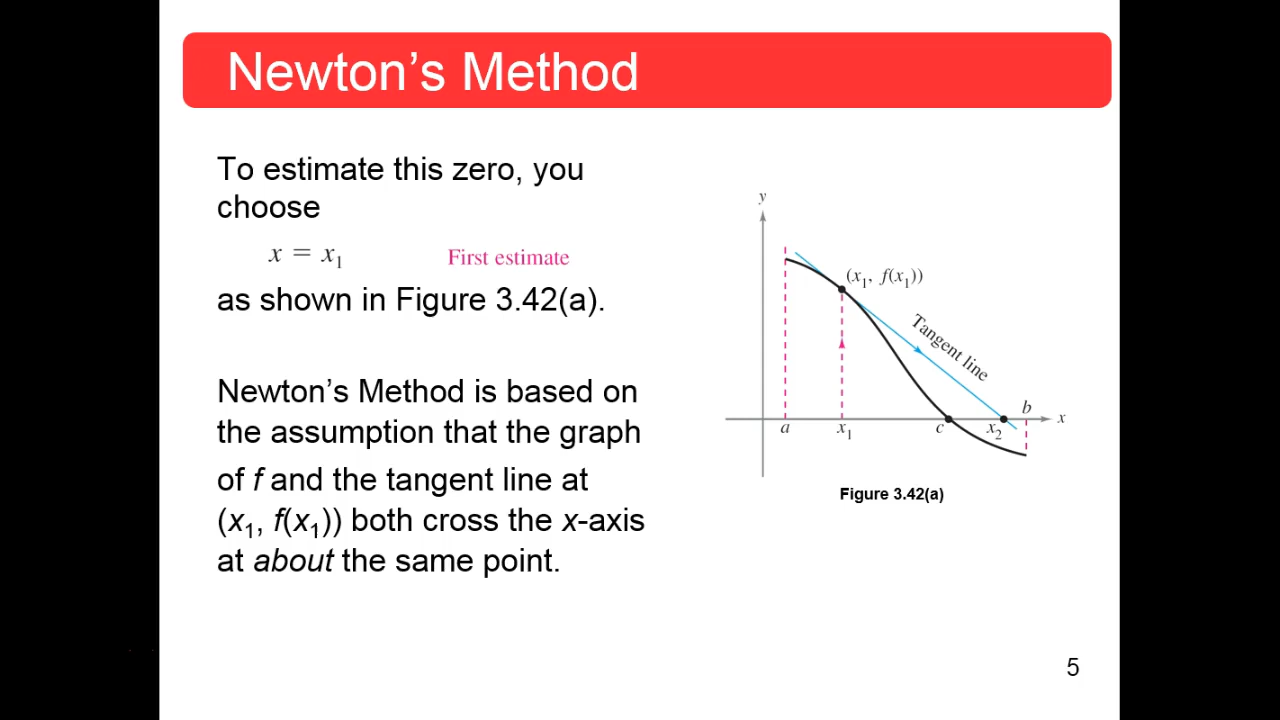 Newton’s Method
To estimate this zero, you
choose
x = x₁ First estimate
as shown in Figure 3.42(a).
Newton’s Method is based on
the assumption that the graph
of f and the tangent line at
(x₁, f(x₁)) both cross the x-axis
at about the same point.
y
(x₁, f(x₁))
Tangent line
b
x
a
x₁
c
x₂
Figure 3.42(a)
5